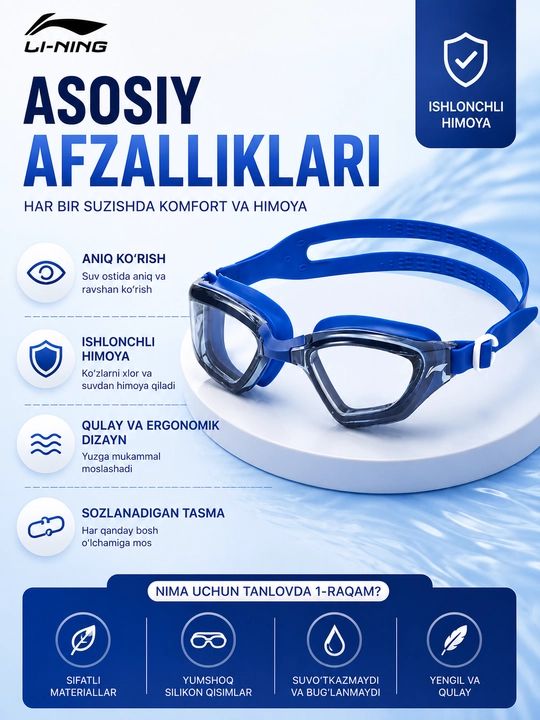 LI-NING
ISHLONCHLI
HIMOYA
ASOSIY
AFZALLIKLARI
HAR BIR SUZISHDA KOMFORT VA HIMOYA
ANIQ KO‘RISH
Suv ostida aniq va
ravshan ko‘rish
ISHLONCHLI
HIMOYA
Ko‘zlarni xlor va
suvdan himoya qiladi
QULAY VA ERGONOMIK
DIZAYN
Yuzga mukammal
moslashadi
SOZLANADIGAN TASMA
Har qanday bosh
o‘lchamiga mos
NIMA UCHUN TANLOVDA 1-RAQAM?
SIFATLI
MATERIALLAR
YUMSHOQ
SILIKON QISIMLAR
SUVO‘TKAZMAYDI
VA BUG‘LANMAYDI
YENGIL VA
QULAY